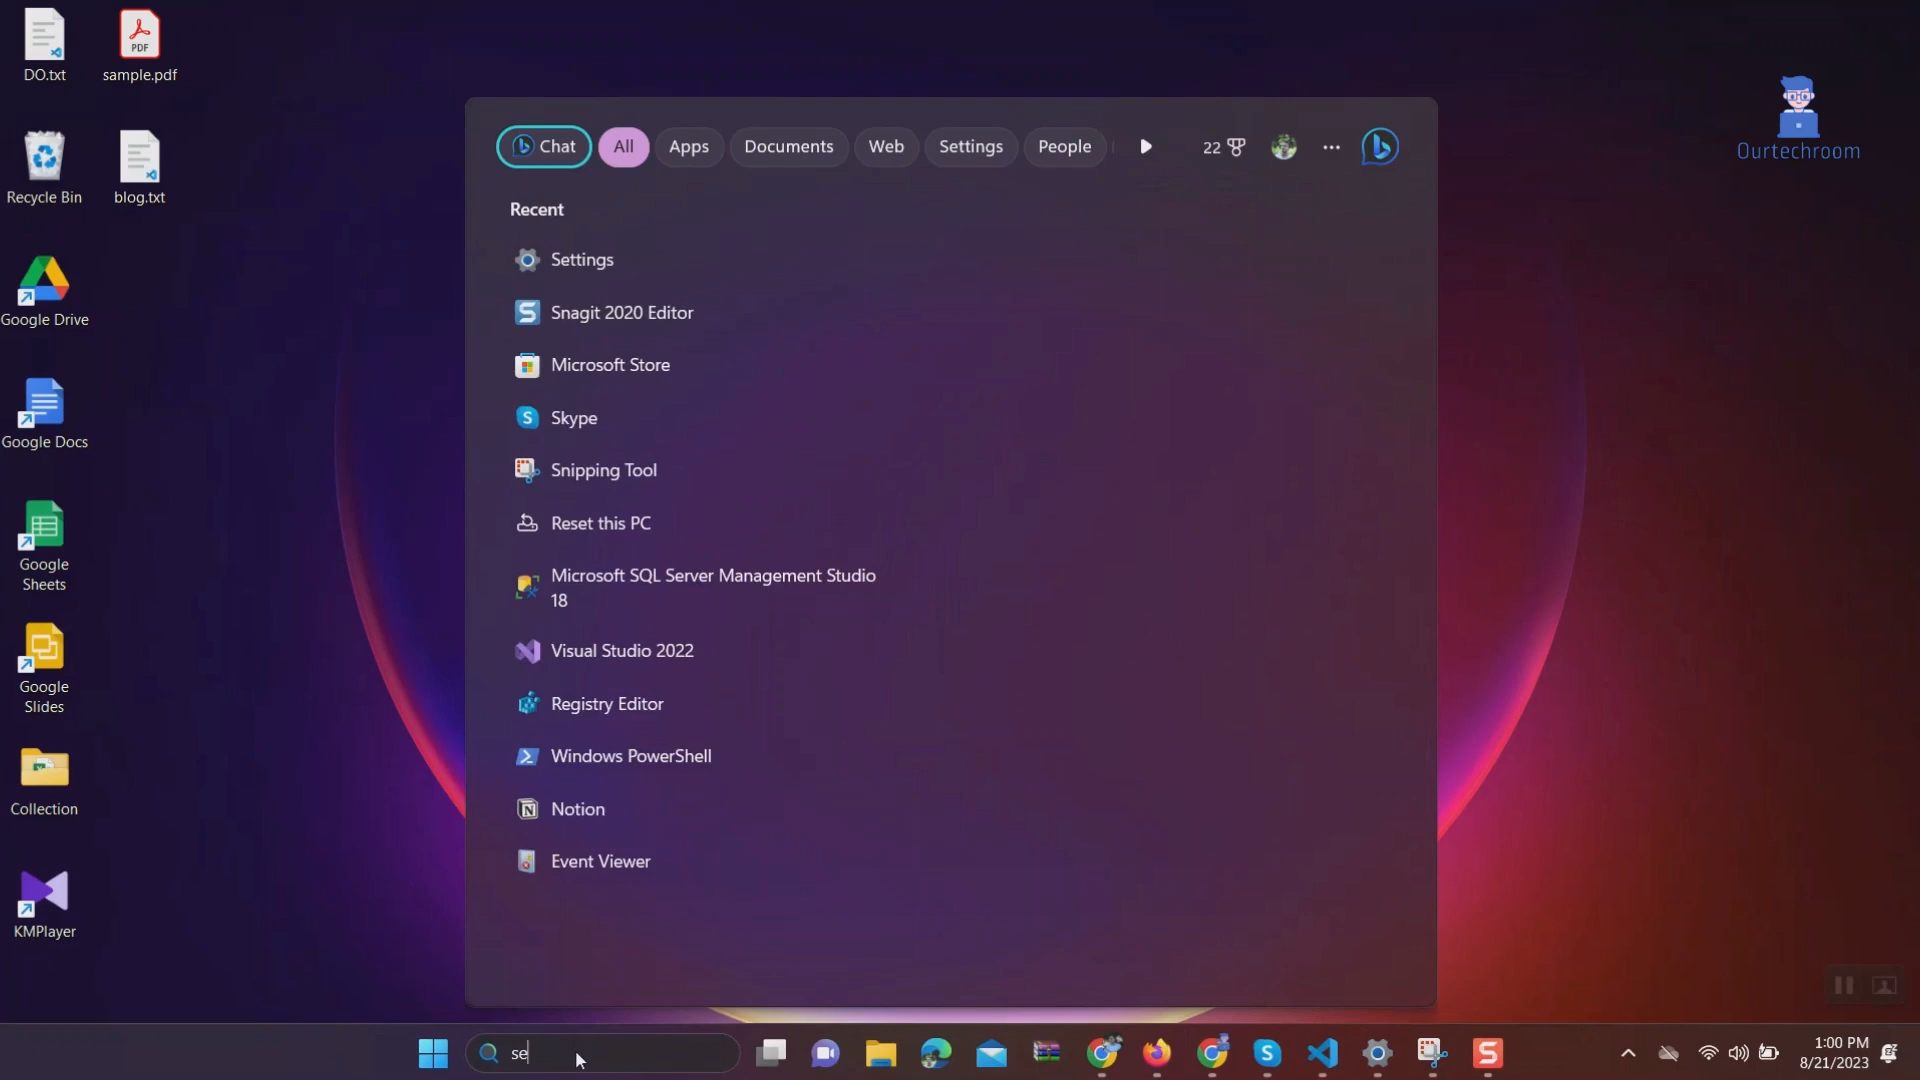 DO.txt
sample.pdf
PDF
Recycle Bin
blog.txt
Google Drive
Google Docs
Google
Sheets
Google
Slides
Collection
KMPlayer
Ourtechroom
Chat
All
Apps
Documents
Web
Settings
People
22
...
Recent
Settings
Snagit 2020 Editor
Microsoft Store
Skype
Snipping Tool
Reset this PC
Microsoft SQL Server Management Studio
18
Visual Studio 2022
Registry Editor
Windows PowerShell
Notion
Event Viewer
se
1:00 PM
8/21/2023